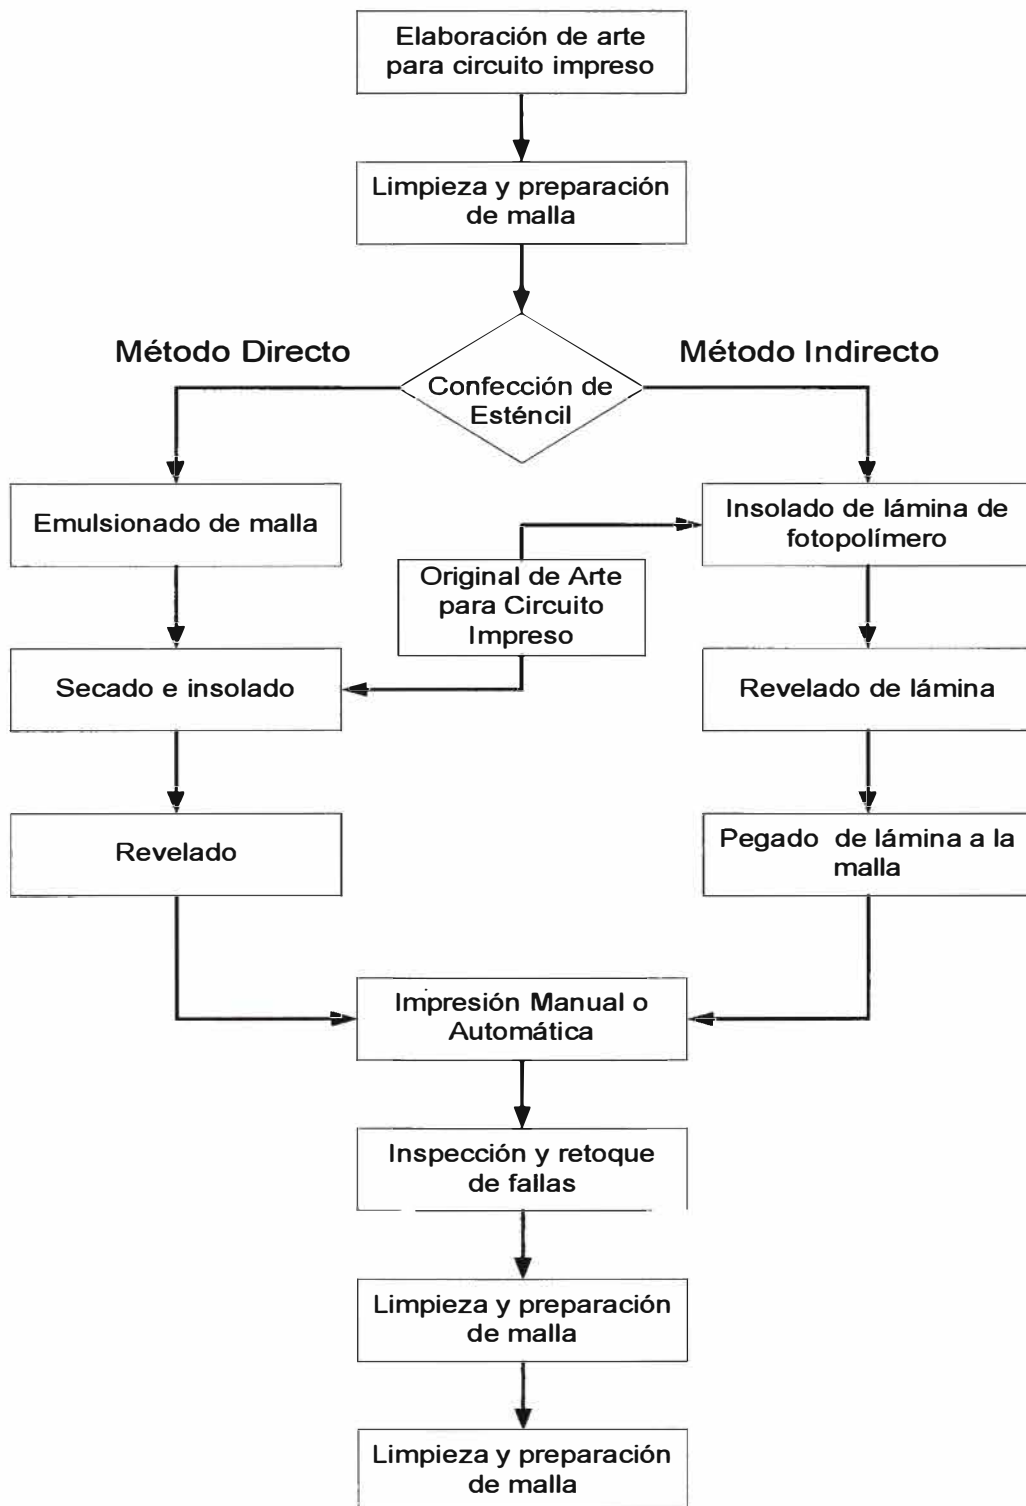 Elaboración de arte
para circuito impreso
Limpieza y preparación
de malla
Método Directo
Método Indirecto
Confección de
Esténcil
Emulsionado de malla
Insolado de lámina de
fotopolímero
Original de Arte
para Circuito
Impreso
Secado e insolado
Revelado de lámina
Revelado
Pegado de lámina a la
malla
Impresión Manual o
Automática
Inspección y retoque
de fallas
Limpieza y preparación
de malla
Limpieza y preparación
de malla